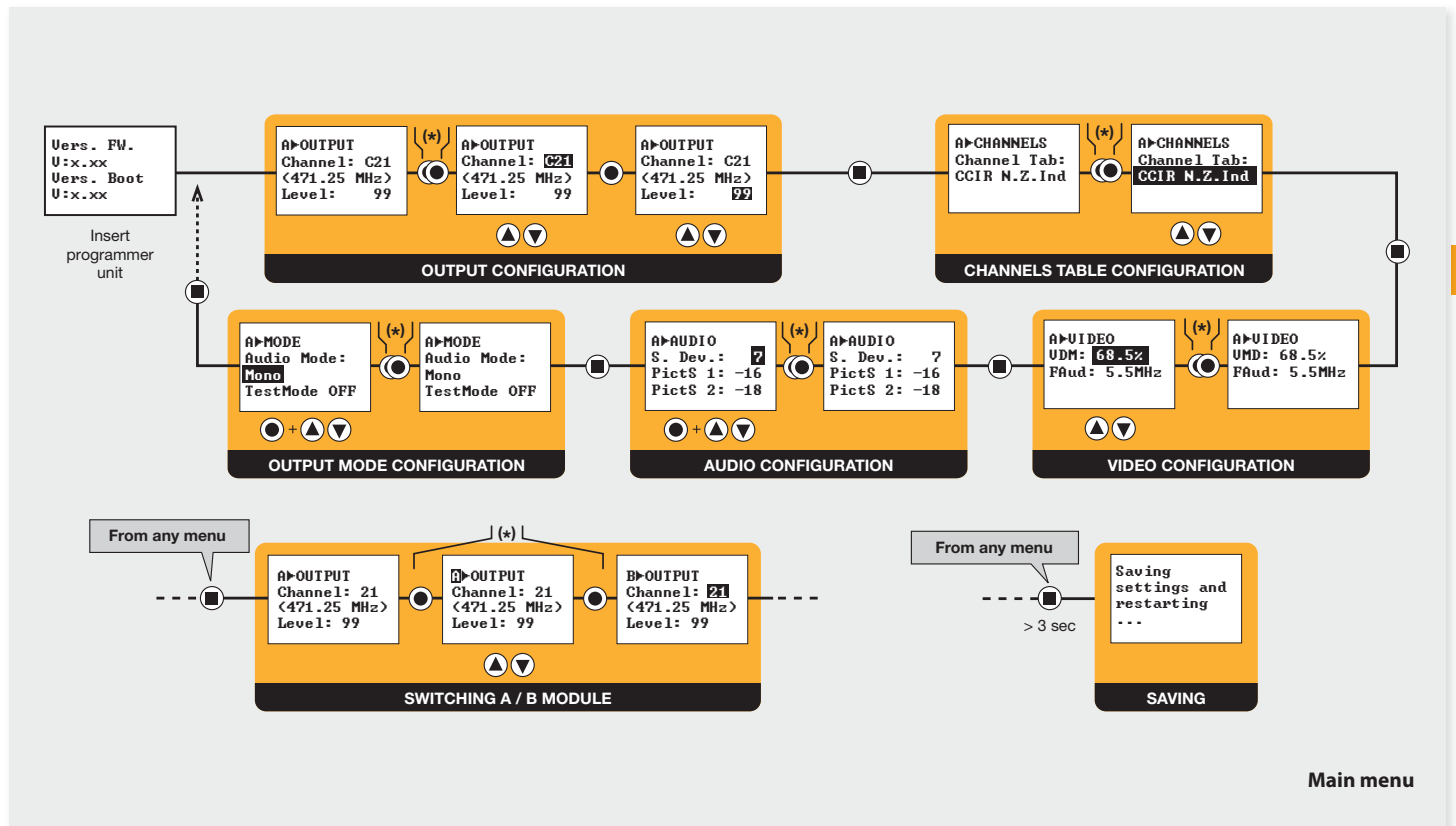 Vers. FW.
V:x.xx
Vers. Boot
V:x.xx
Insert
programmer
unit
A▶OUTPUT
Channel: C21
(471.25 MHz)
Level: 99
(*)
A▶OUTPUT
Channel: C21
(471.25 MHz)
Level: 99
A▶OUTPUT
Channel: C21
(471.25 MHz)
Level: 99
OUTPUT CONFIGURATION
A▶CHANNELS
Channel Tab:
CCIR N.Z.Ind
(*)
A▶CHANNELS
Channel Tab:
CCIR N.Z.Ind
CHANNELS TABLE CONFIGURATION
A▶MODE
Audio Mode:
Mono
TestMode OFF
(*)
A▶MODE
Audio Mode:
Mono
TestMode OFF
+
OUTPUT MODE CONFIGURATION
A▶AUDIO
S. Dev.: 7
PictS 1: -16
PictS 2: -18
(*)
A▶AUDIO
S. Dev.: 7
PictS 1: -16
PictS 2: -18
+
AUDIO CONFIGURATION
A▶VIDEO
VDM: 68.5%
FAud: 5.5MHz
(*)
A▶VIDEO
VMD: 68.5%
FAud: 5.5MHz
VIDEO CONFIGURATION
From any menu
A▶OUTPUT
Channel: 21
(471.25 MHz)
Level: 99
(*)
A▶OUTPUT
Channel: 21
(471.25 MHz)
Level: 99
B▶OUTPUT
Channel: 21
(471.25 MHz)
Level: 99
SWITCHING A / B MODULE
From any menu
> 3 sec
Saving
settings and
restarting
...
SAVING
Main menu